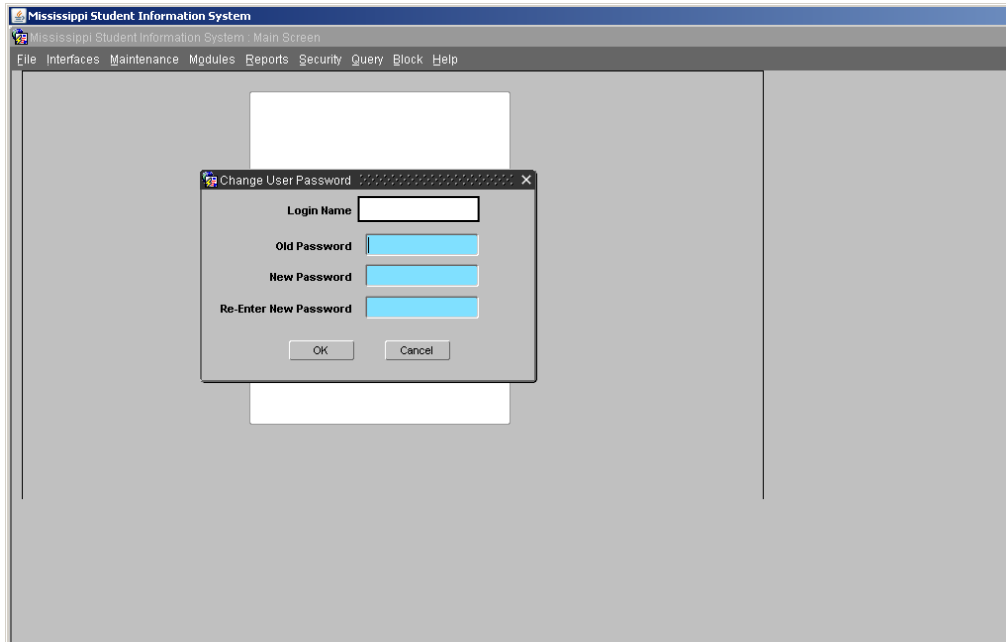 Mississippi Student Information System
Mississippi Student Information System : Main Screen
File Interfaces Maintenance Modules Reports Security Query Block Help
Change User Password
Login Name
Old Password
New Password
Re-Enter New Password
OK Cancel